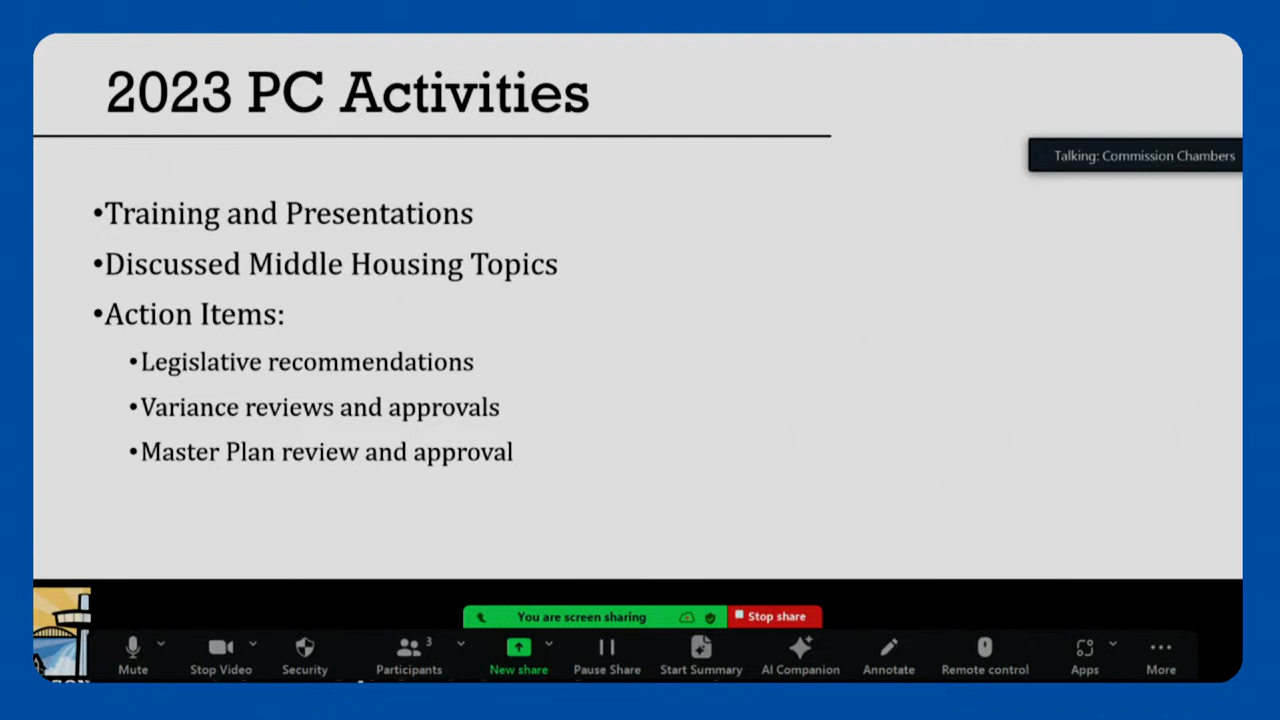 2023 PC Activities
Talking: Commission Chambers
•Training and Presentations
•Discussed Middle Housing Topics
•Action Items:
•Legislative recommendations
•Variance reviews and approvals
•Master Plan review and approval
You are screen sharing
Stop share
3
Mute
Stop Video
Security
Participants
New share
Pause Share
Start Summary
AI Companion
Annotate
Remote control
Apps
More